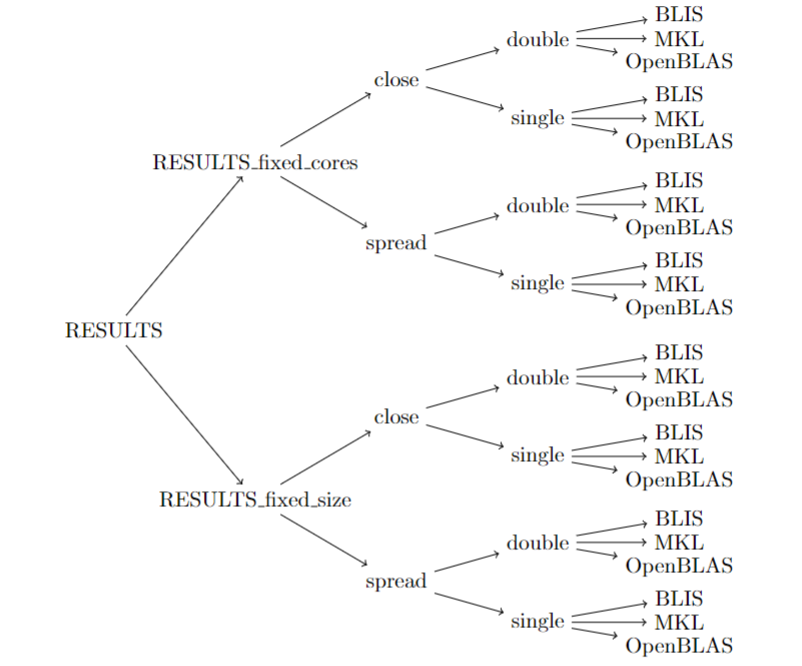 BLIS
double
MKL
OpenBLAS
close
BLIS
single
MKL
OpenBLAS
RESULTS_fixed_cores
BLIS
double
MKL
OpenBLAS
spread
BLIS
single
MKL
OpenBLAS
RESULTS
BLIS
double
MKL
OpenBLAS
close
BLIS
single
MKL
OpenBLAS
RESULTS_fixed_size
BLIS
double
MKL
OpenBLAS
spread
BLIS
single
MKL
OpenBLAS